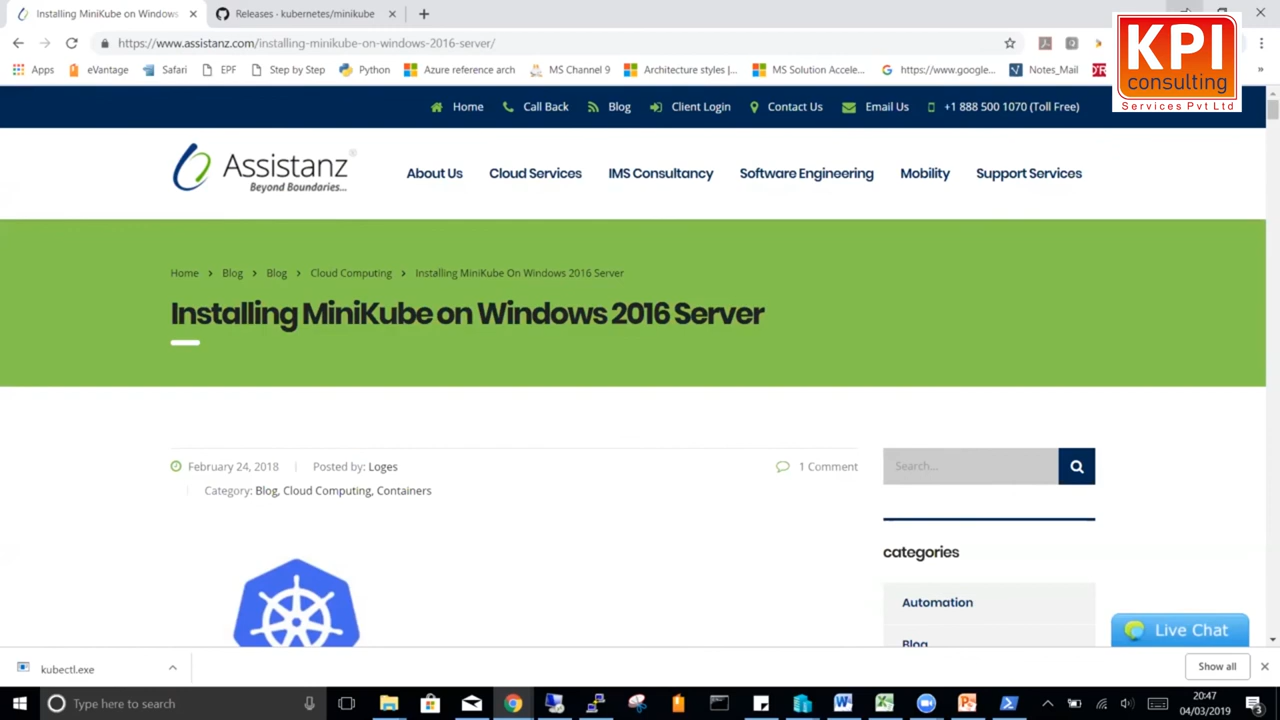 Installing MiniKube on Windows
Releases · kubernetes/minikube
https://www.assistanz.com/installing-minikube-on-windows-2016-server/
Apps
eVantage
Safari
EPF
Step by Step
Python
Azure reference arch
MS Channel 9
Architecture styles |...
MS Solution Accele...
https://www.google...
Notes_Mail
KPI
consulting
Services Pvt Ltd
Home
Call Back
Blog
Client Login
Contact Us
Email Us
+1 888 500 1070 (Toll Free)
Assistanz
Beyond Boundaries...
About Us
Cloud Services
IMS Consultancy
Software Engineering
Mobility
Support Services
Home > Blog > Blog > Cloud Computing > Installing MiniKube On Windows 2016 Server
Installing MiniKube on Windows 2016 Server
February 24, 2018
Posted by: Loges
1 Comment
Category: Blog, Cloud Computing, Containers
Search...
categories
Automation
Blog
Live Chat
kubectl.exe
Show all
Type here to search
20:47
04/03/2019
3